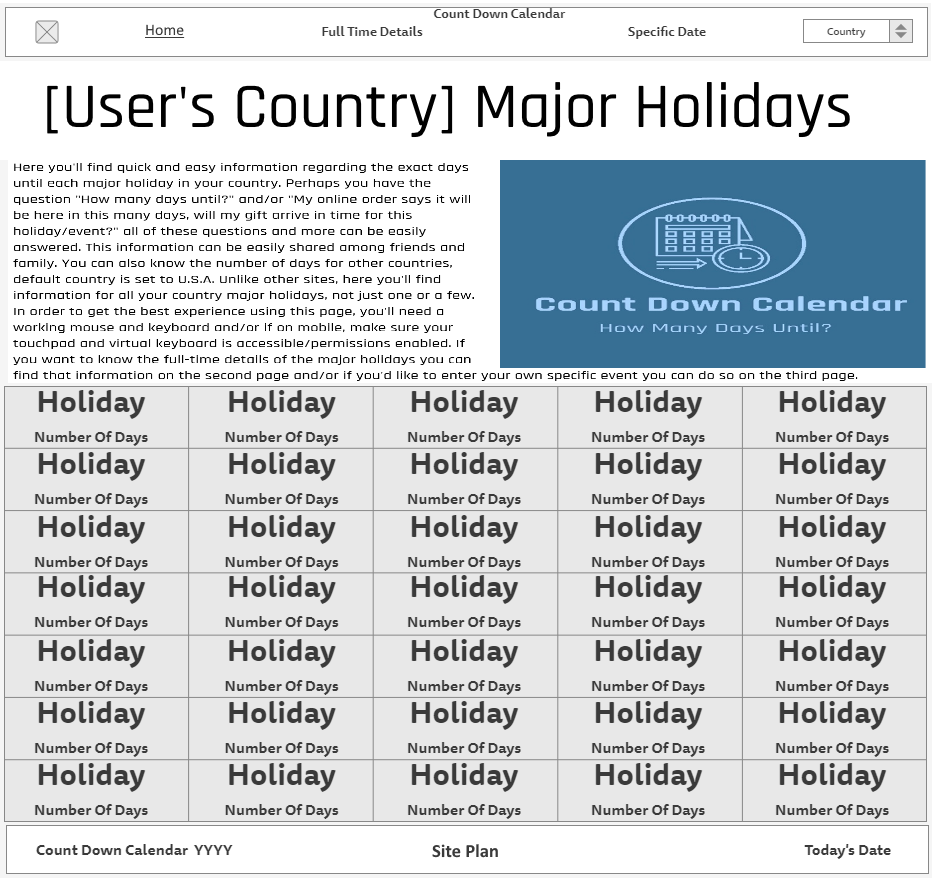 Count Down Calendar
Home Full Time Details Specific Date Country
[User's Country] Major Holidays
Here you'll find quick and easy information regarding the exact days
until each major holiday in your country. Perhaps you have the
question "How many days until?" and/or "My online order says it will
be here in this many days, will my gift arrive in time for this
holiday/event?" all of these questions and more can be easily
answered. This information can be easily shared among friends and
family. You can also know the number of days for other countries,
default country is set to U.S.A. Unlike other sites, here you'll find
information for all your country major holidays, not just one or a few.
In order to get the best experience using this page, you'll need a
working mouse and keyboard and/or if on mobile, make sure your
touchpad and virtual keyboard is accessible/permissions enabled. If
you want to know the full-time details of the major holidays you can
find that information on the second page and/or if you'd like to enter your own specific event you can do so on the third page.
Count Down Calendar
How Many Days Until?
Holiday Holiday Holiday Holiday Holiday
Number Of Days Number Of Days Number Of Days Number Of Days Number Of Days
Holiday Holiday Holiday Holiday Holiday
Number Of Days Number Of Days Number Of Days Number Of Days Number Of Days
Holiday Holiday Holiday Holiday Holiday
Number Of Days Number Of Days Number Of Days Number Of Days Number Of Days
Holiday Holiday Holiday Holiday Holiday
Number Of Days Number Of Days Number Of Days Number Of Days Number Of Days
Holiday Holiday Holiday Holiday Holiday
Number Of Days Number Of Days Number Of Days Number Of Days Number Of Days
Holiday Holiday Holiday Holiday Holiday
Number Of Days Number Of Days Number Of Days Number Of Days Number Of Days
Holiday Holiday Holiday Holiday Holiday
Number Of Days Number Of Days Number Of Days Number Of Days Number Of Days
Count Down Calendar YYYY Site Plan Today's Date